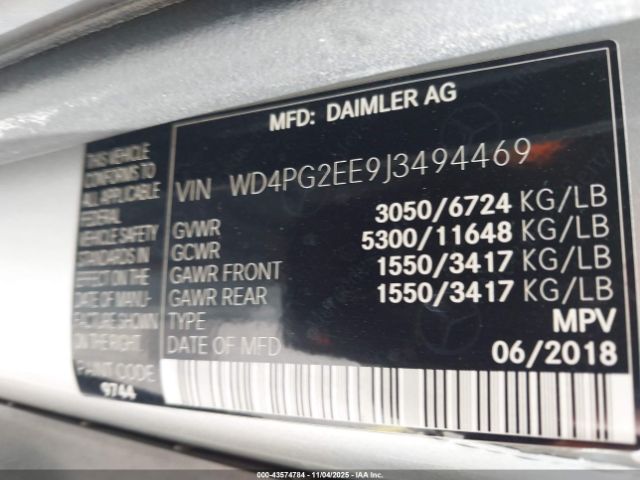 MFD: DAIMLER AG
VIN WD4PG2EE9J3494469
GVWR 3050/6724 KG/LB
GCWR 5300/11648 KG/LB
GAWR FRONT 1550/3417 KG/LB
GAWR REAR 1550/3417 KG/LB
TYPE MPV
DATE OF MFD 06/2018
THIS VEHICLE
CONFORMS TO
ALL APPLICABLE
FEDERAL
VEHICLE SAFETY
STANDARDS IN
EFFECT ON THE
DATE OF MANU-
FACTURE SHOWN
ON THE RIGHT.
PAINT CODE
9744
000-43574784 - 11/04/2025 - IAA Inc.